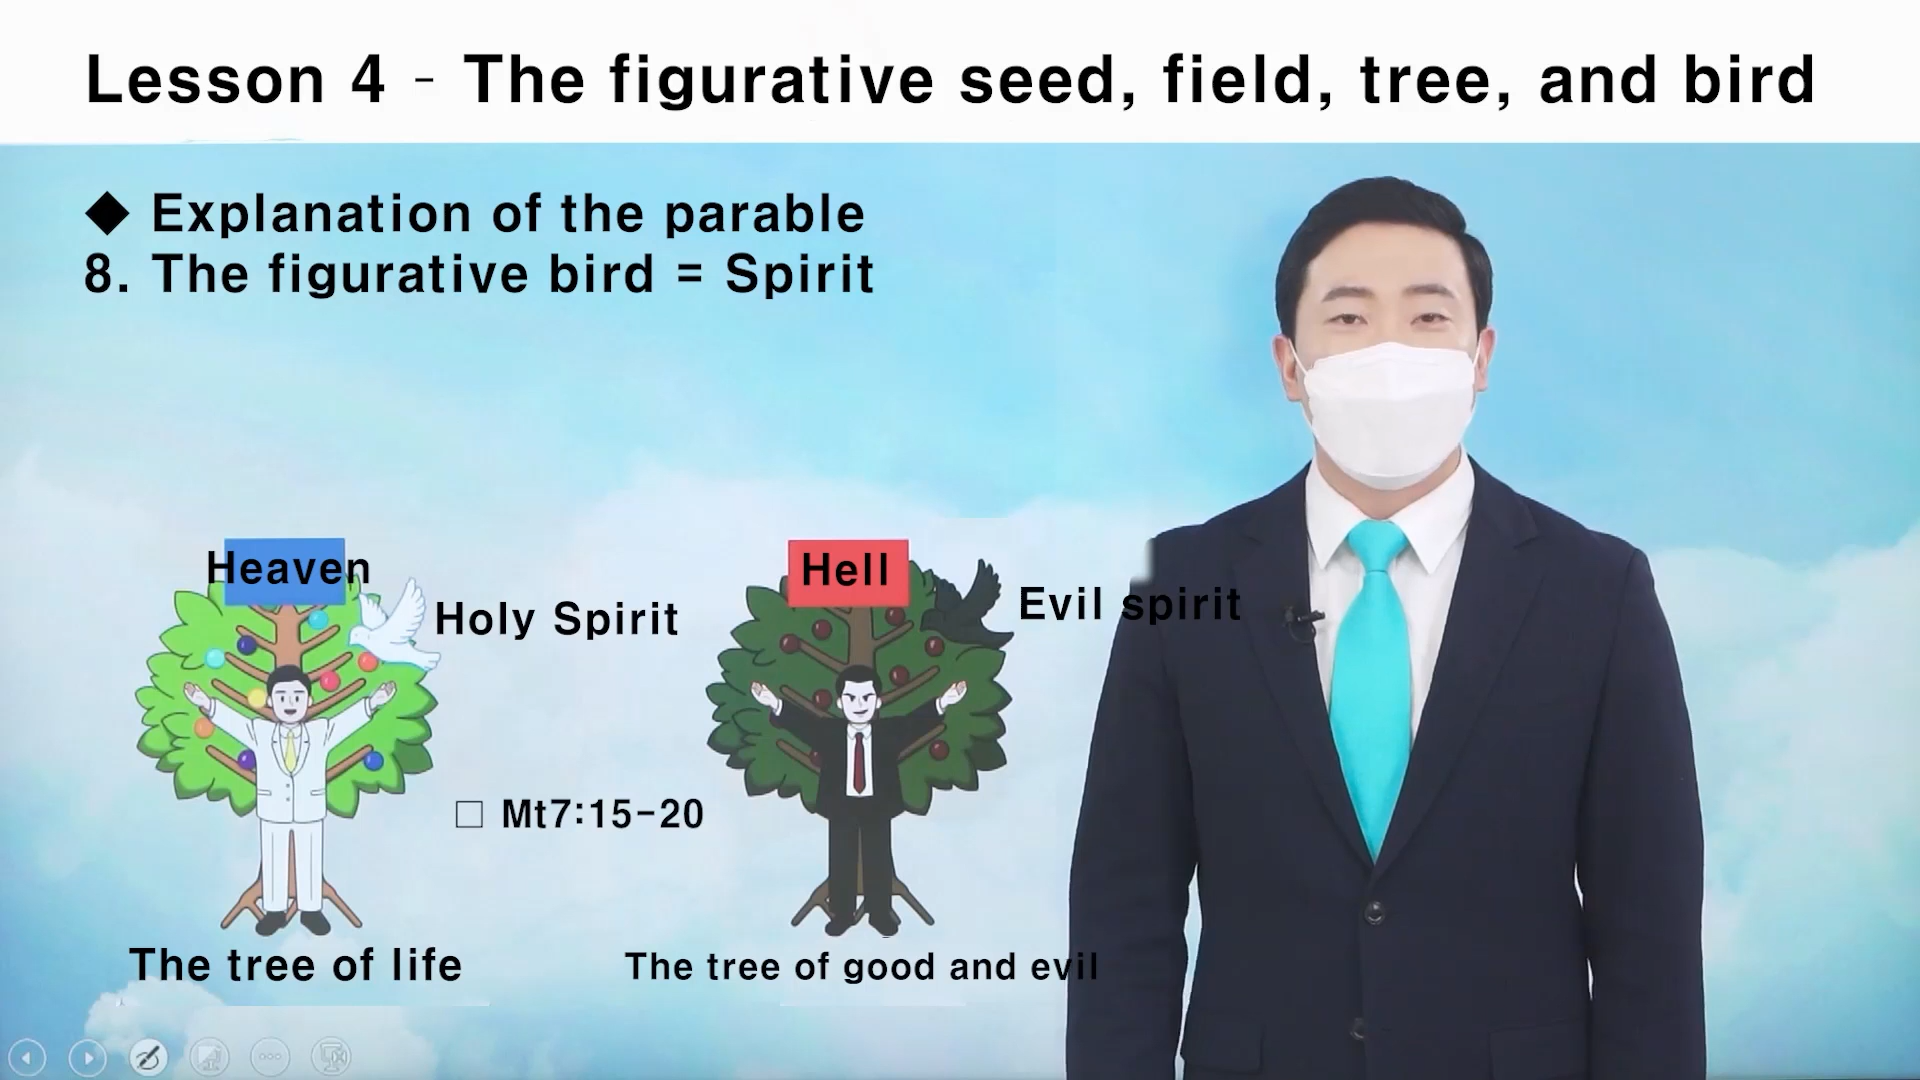 Lesson 4 - The figurative seed, field, tree, and bird
◆ Explanation of the parable
8. The figurative bird = Spirit
Heaven
Holy Spirit
Hell
Evil spirit
□ Mt7:15-20
The tree of life
The tree of good and evil